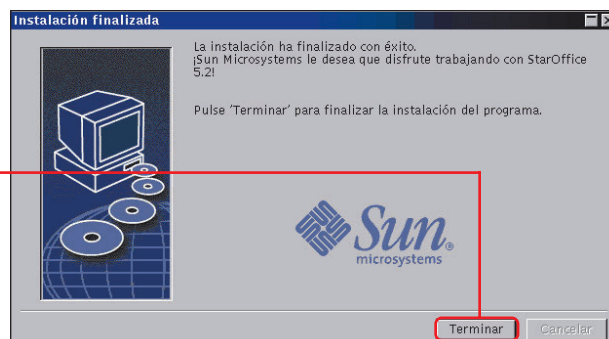 Instalación finalizada
La instalación ha finalizado con éxito.
¡Sun Microsystems le desea que disfrute trabajando con StarOffice
5.2!
Pulse 'Terminar' para finalizar la instalación del programa.
Sun
microsystems
Terminar Cancelar